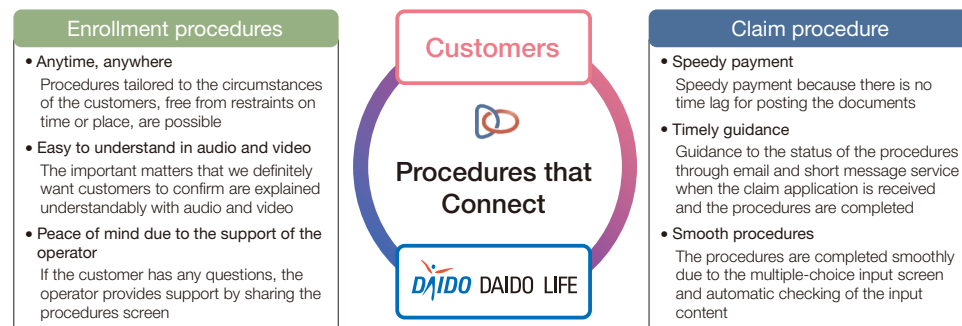 Enrollment procedures
• Anytime, anywhere
Procedures tailored to the circumstances
of the customers, free from restraints on
time or place, are possible
• Easy to understand in audio and video
The important matters that we definitely
want customers to confirm are explained
understandably with audio and video
• Peace of mind due to the support of the
operator
If the customer has any questions, the
operator provides support by sharing the
procedures screen
Customers
Procedures that
Connect
DAIDO DAIDO LIFE
Claim procedure
• Speedy payment
Speedy payment because there is no
time lag for posting the documents
• Timely guidance
Guidance to the status of the procedures
through email and short message service
when the claim application is received
and the procedures are completed
• Smooth procedures
The procedures are completed smoothly
due to the multiple-choice input screen
and automatic checking of the input
content